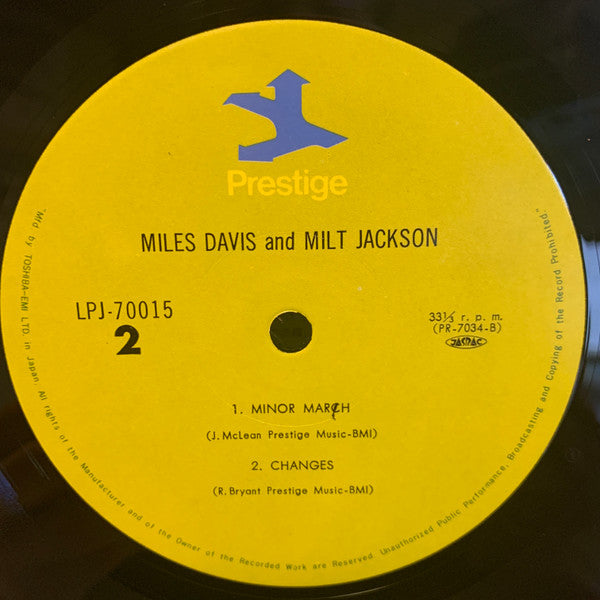 Prestige
MILES DAVIS and MILT JACKSON
LPJ-70015
2
33⅓ r. p. m.
(PR-7034-B)
JASRAC
1. MINOR MARCH
(J. McLean Prestige Music-BMI)
2. CHANGES
(R. Bryant Prestige Music-BMI)
"Mfd by TOSHIBA-EMI LTD. in Japan. All rights of the Manufacturer and of the Owner of the Recorded Work are Reserved. Unauthorized Public Performance, Broadcasting and Copying of the Record Prohibited."